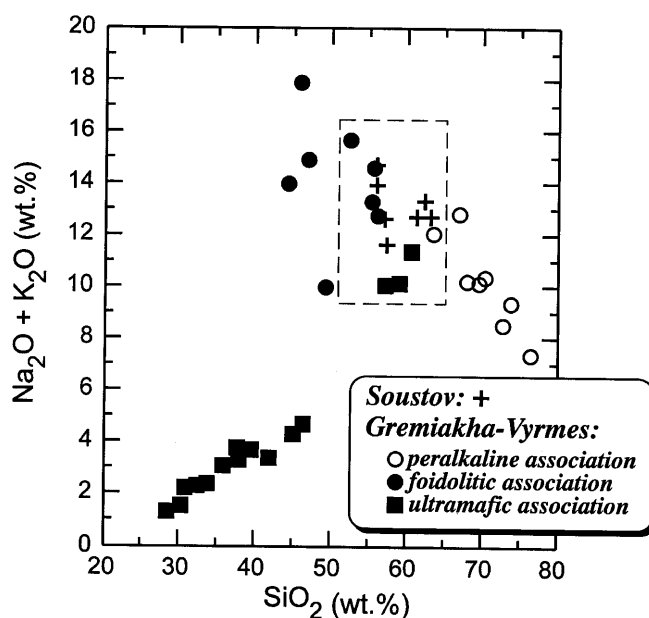 Na₂O + K₂O (wt.%)
18
16
14
12
10
8
6
4
2
0
20
30
40
50
60
70
80
SiO₂ (wt.%)
Soustov: +
Gremiakha-Vyrmes:
peralkaline association
foidolitic association
ultramafic association